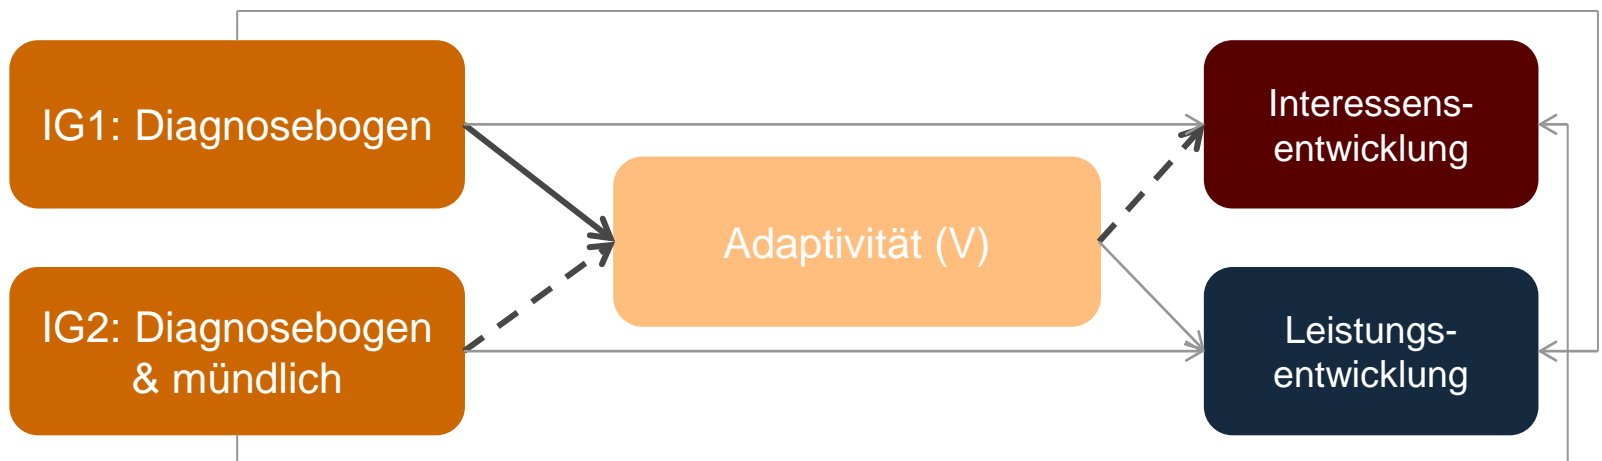 IG1: Diagnosebogen
Interessens-
entwicklung
Adaptivität (V)
IG2: Diagnosebogen
& mündlich
Leistungs-
entwicklung